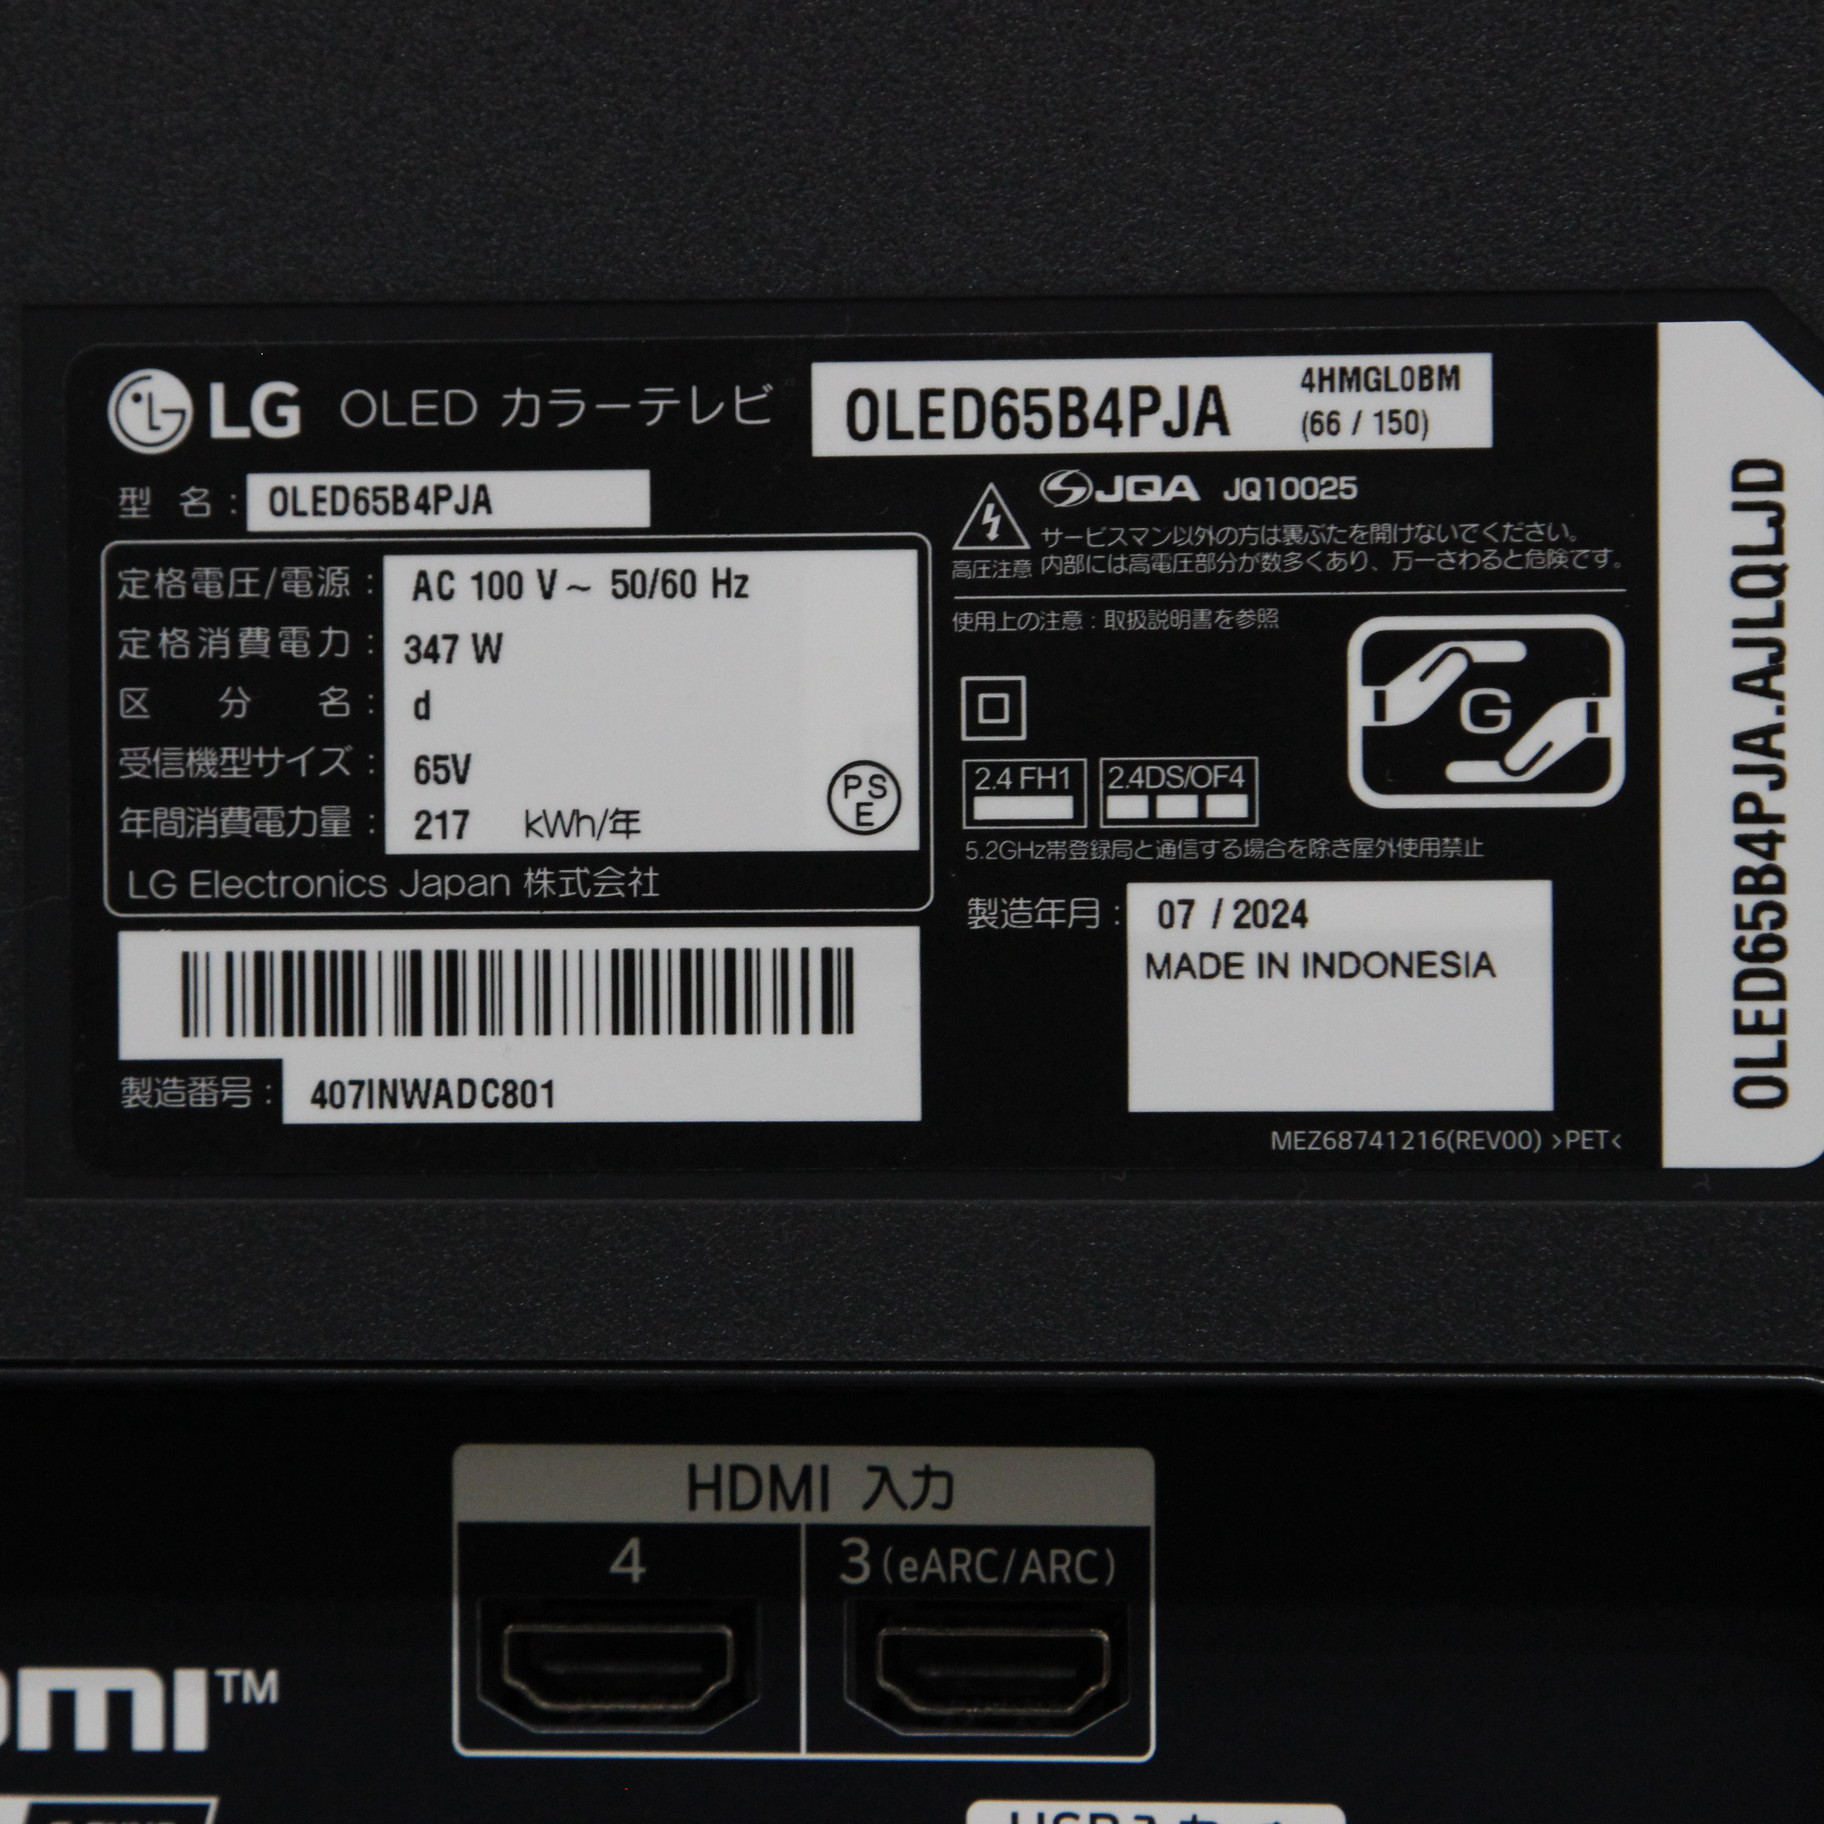 LG OLED カラーテレビ
OLED65B4PJA
4HMGL0BM
(66 / 150)
型 名 : OLED65B4PJA
定格電圧/電源 : AC 100 V ~ 50/60 Hz
定格消費電力 : 347 W
区 分 名 : d
受信機型サイズ : 65V
年間消費電力量 : 217 kWh/年
PS
E
LG Electronics Japan 株式会社
製造番号 : 407INWADC801
JQA JQ10025
サービスマン以外の方は裏ぶたを開けないでください。
高圧注意 内部には高電圧部分が数多くあり、万一さわると危険です。
使用上の注意 : 取扱説明書を参照
G
2.4 FH1
2.4DS/OF4
5.2GHz帯登録局と通信する場合を除き屋外使用禁止
製造年月 : 07 / 2024
MADE IN INDONESIA
MEZ68741216(REV00) >PET<
OLED65B4PJA.AJLQLJD
HDMI 入力
4
3 (eARC/ARC)
TM